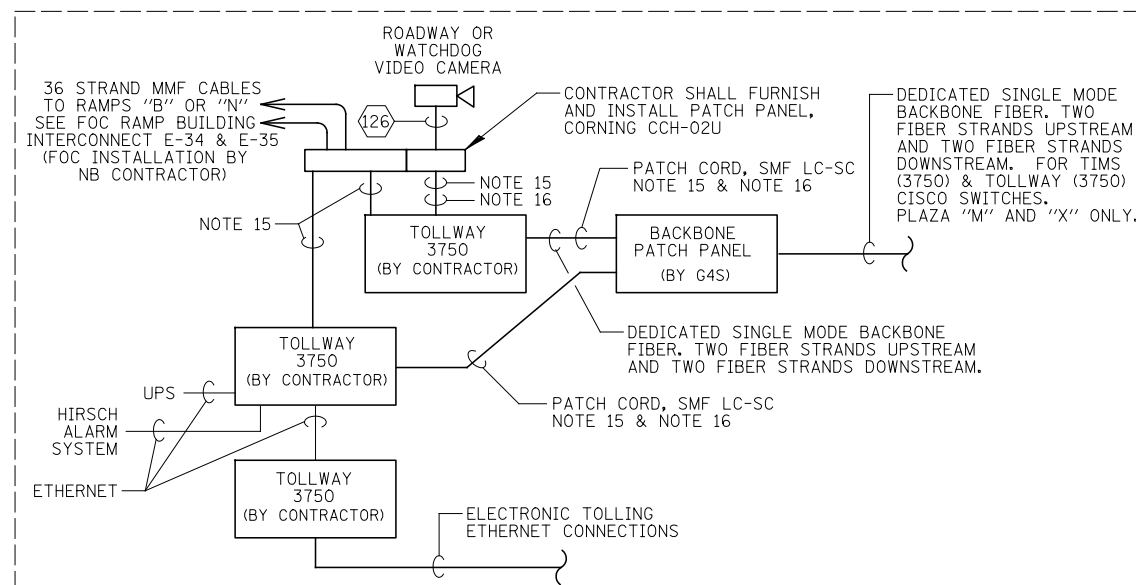 ROADWAY OR
WATCHDOG
VIDEO CAMERA
36 STRAND MMF CABLES
TO RAMPS "B" OR "N"
SEE FOC RAMP BUILDING
INTERCONNECT E-34 & E-35
(FOC INSTALLATION BY
NB CONTRACTOR)
126
CONTRACTOR SHALL FURNISH
AND INSTALL PATCH PANEL,
CORNING CCH-02U
DEDICATED SINGLE MODE
BACKBONE FIBER. TWO
FIBER STRANDS UPSTREAM
AND TWO FIBER STRANDS
DOWNSTREAM. FOR TIMS
(3750) & TOLLWAY (3750)
CISCO SWITCHES.
PLAZA "M" AND "X" ONLY.
NOTE 15
NOTE 16
PATCH CORD, SMF LC-SC
NOTE 15 & NOTE 16
NOTE 15
TOLLWAY
3750
(BY CONTRACTOR)
BACKBONE
PATCH PANEL
(BY G4S)
DEDICATED SINGLE MODE BACKBONE
FIBER. TWO FIBER STRANDS UPSTREAM
AND TWO FIBER STRANDS DOWNSTREAM.
TOLLWAY
3750
(BY CONTRACTOR)
UPS
HIRSCH
ALARM
SYSTEM
PATCH CORD, SMF LC-SC
NOTE 15 & NOTE 16
ETHERNET
TOLLWAY
3750
(BY CONTRACTOR)
ELECTRONIC TOLLING
ETHERNET CONNECTIONS